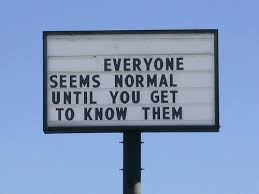 EVERYONE
SEEMS NORMAL
UNTIL YOU GET
TO KNOW THEM